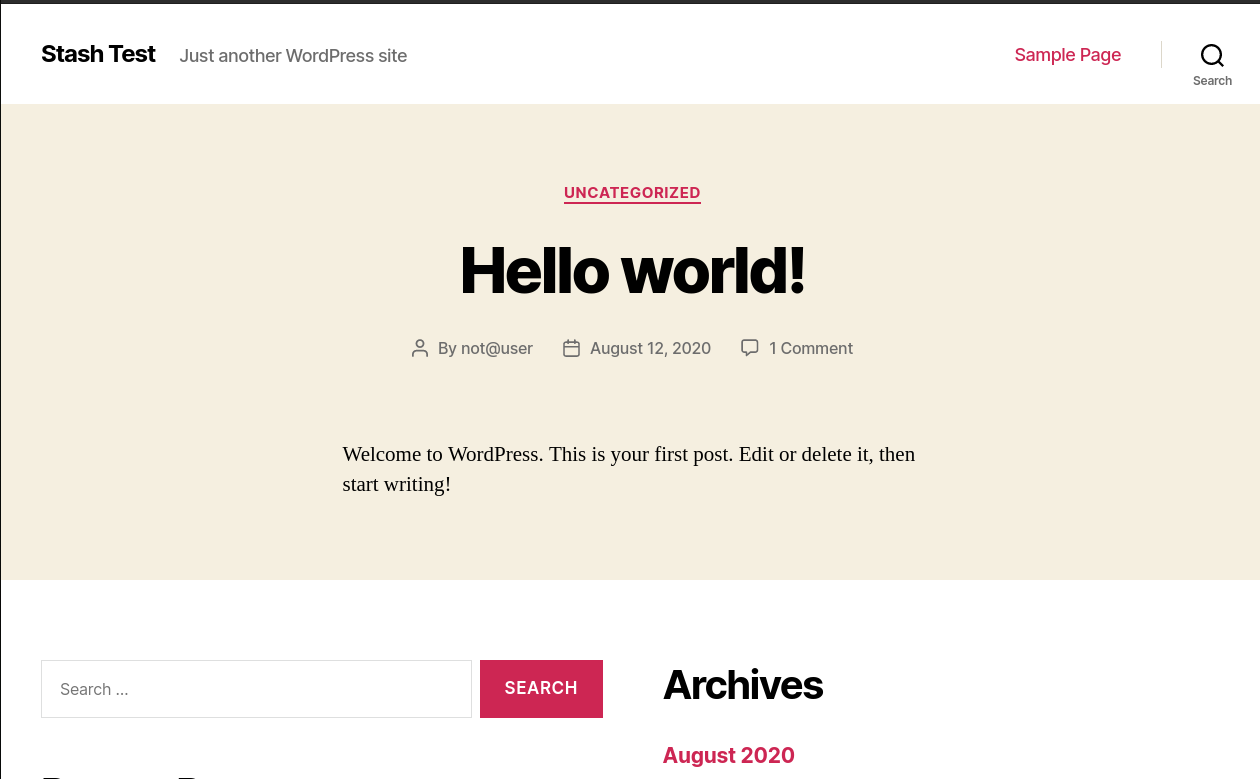 Stash Test Just another WordPress site Sample Page
Search
UNCATEGORIZED
Hello world!
By not@user August 12, 2020 1 Comment
Welcome to WordPress. This is your first post. Edit or delete it, then
start writing!
Search …
SEARCH
Archives
August 2020